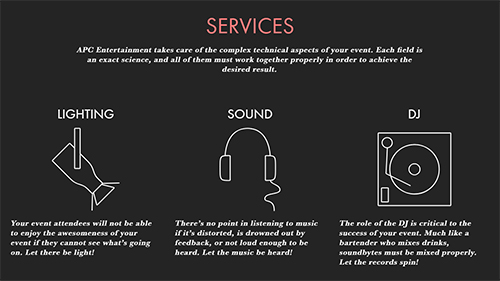 SERVICES
APC Entertainment takes care of the complex technical aspects of your event. Each field is
an exact science, and all of them must work together properly in order to achieve the
desired result.
LIGHTING
Your event attendees will not be able
to enjoy the awesomeness of your
event if they cannot see what's going
on. Let there be light!
SOUND
There's no point in listening to music
if it's distorted, is drowned out by
feedback, or not loud enough to be
heard. Let the music be heard!
DJ
The role of the DJ is critical to the
success of your event. Much like a
bartender who mixes drinks,
soundbytes must be mixed properly.
Let the records spin!